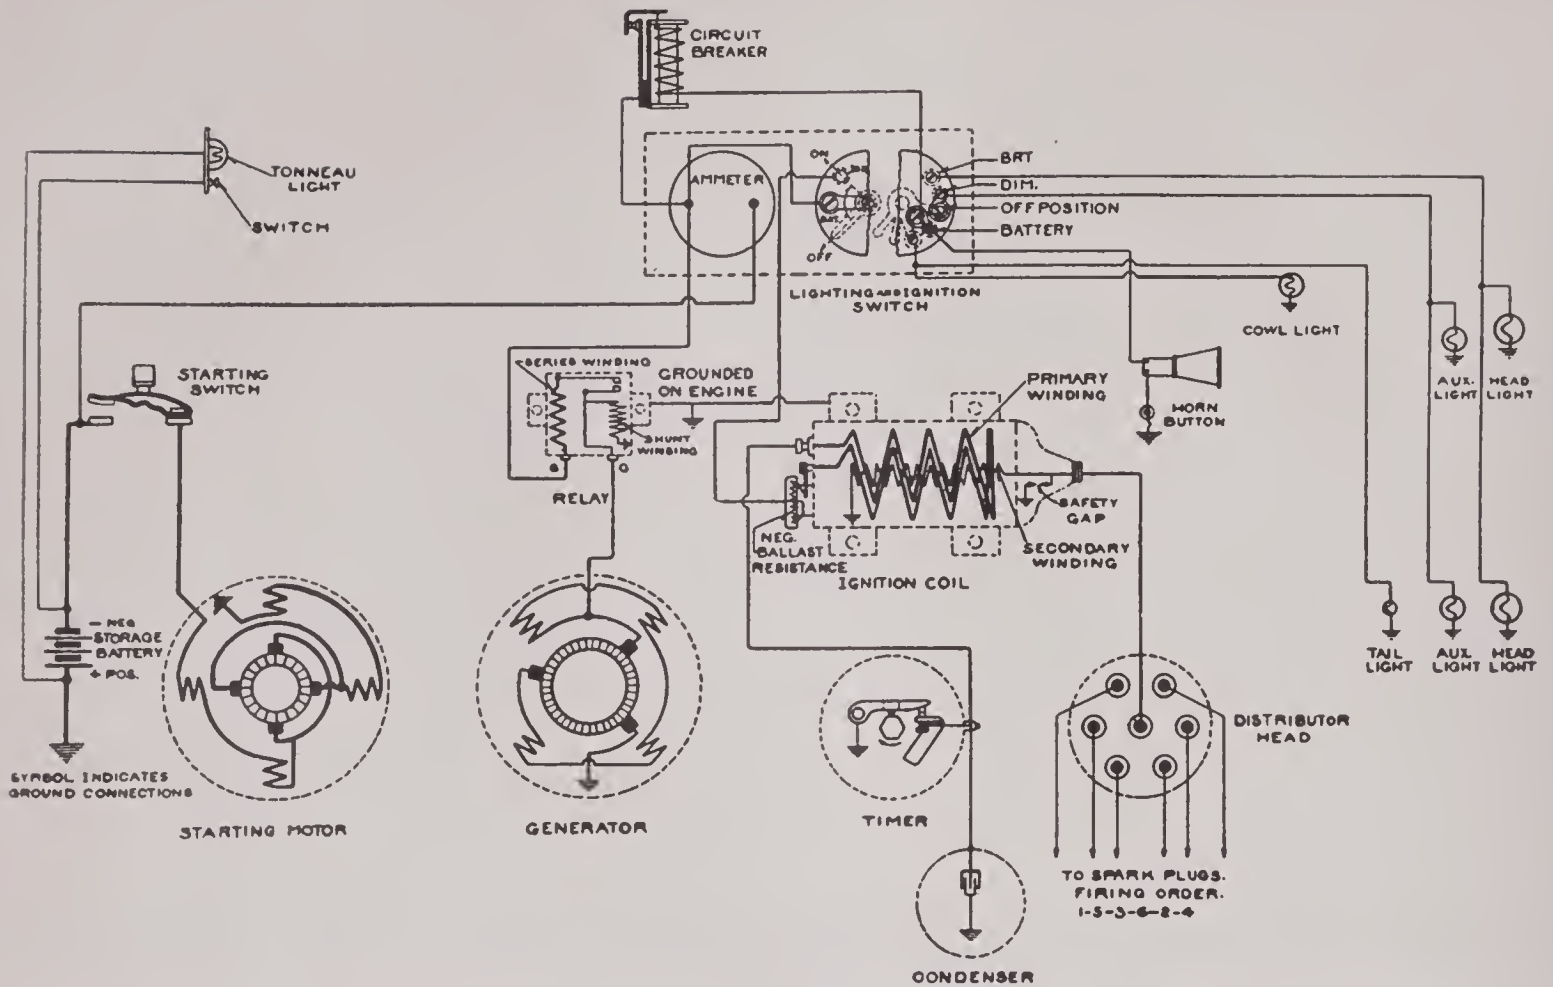 CIRCUIT
BREAKER
TONNEAU
LIGHT
SWITCH
AMMETER
ON
BAT.
OFF
BRT
DIM.
OFF POSITION
BATTERY
LIGHTING AND IGNITION
SWITCH
COWL LIGHT
AUX.
LIGHT
HEAD
LIGHT
STARTING
SWITCH
SERIES WINDING
GROUNDED
ON ENGINE
SHUNT
WINDING
B
G
RELAY
PRIMARY
WINDING
HORN
BUTTON
SAFETY
GAP
NEG.
BALLAST
RESISTANCE
SECONDARY
WINDING
IGNITION COIL
- NEG
STORAGE
BATTERY
+ POS.
SYMBOL INDICATES
GROUND CONNECTIONS
STARTING MOTOR
GENERATOR
TIMER
CONDENSER
DISTRIBUTOR
HEAD
TO SPARK PLUGS.
FIRING ORDER.
1-5-3-6-2-4
TAIL
LIGHT
AUX.
LIGHT
HEAD
LIGHT